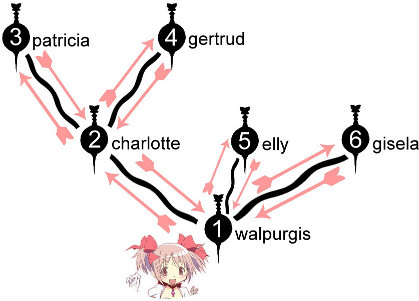 3 patricia
4 gertrud
2 charlotte
5 elly
6 gisela
1 walpurgis